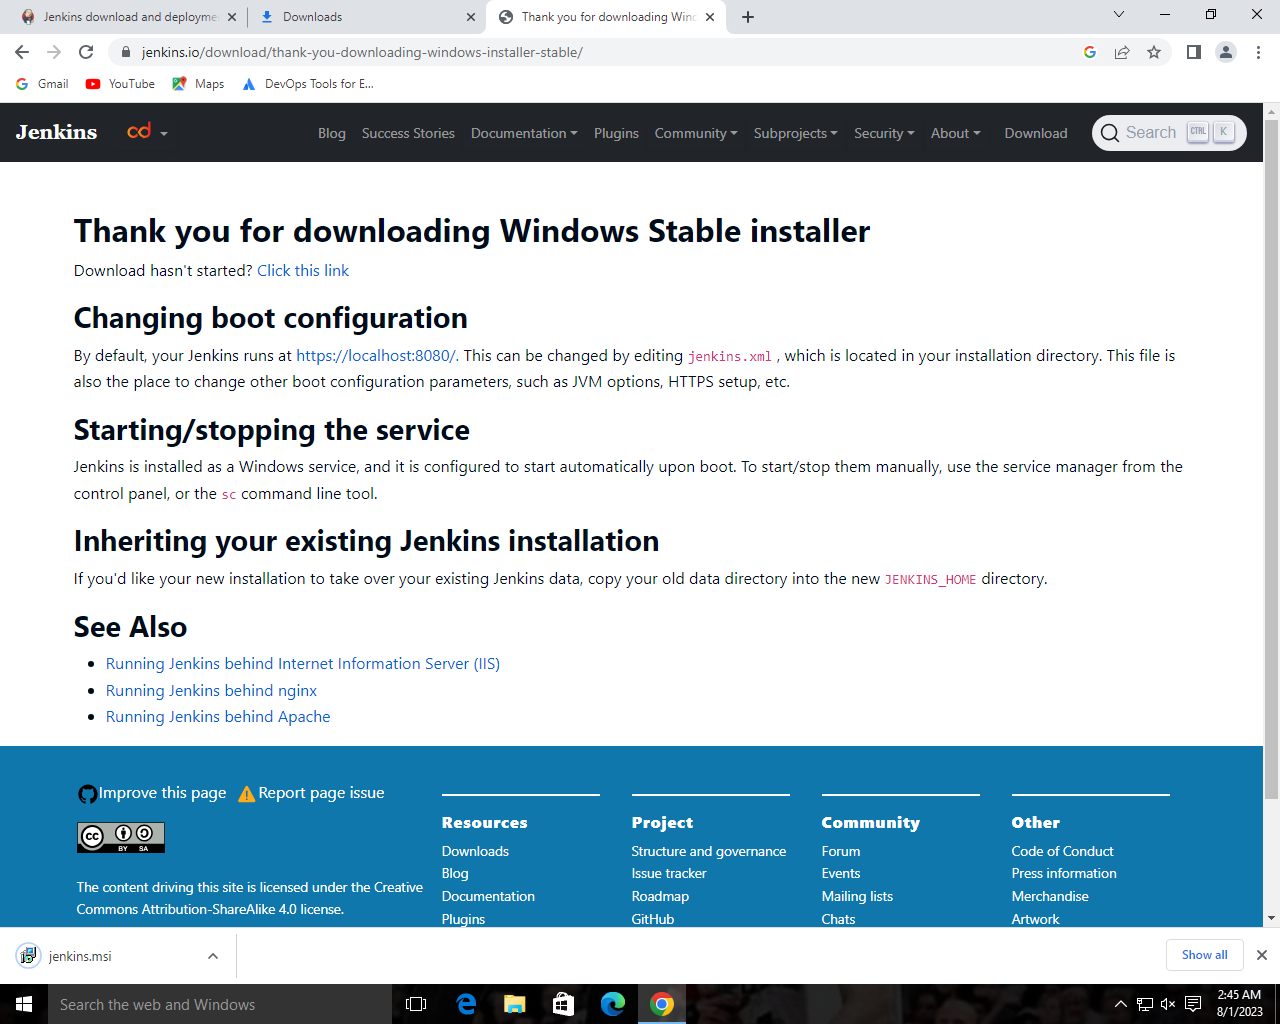 Jenkins download and deployme
Downloads
Thank you for downloading Wind
jenkins.io/download/thank-you-downloading-windows-installer-stable/
Gmail
YouTube
Maps
DevOps Tools for E...
Jenkins
cd
Blog
Success Stories
Documentation
Plugins
Community
Subprojects
Security
About
Download
Search
CTRL
K
Thank you for downloading Windows Stable installer
Download hasn't started? Click this link
Changing boot configuration
By default, your Jenkins runs at https://localhost:8080/. This can be changed by editing jenkins.xml , which is located in your installation directory. This file is
also the place to change other boot configuration parameters, such as JVM options, HTTPS setup, etc.
Starting/stopping the service
Jenkins is installed as a Windows service, and it is configured to start automatically upon boot. To start/stop them manually, use the service manager from the
control panel, or the sc command line tool.
Inheriting your existing Jenkins installation
If you'd like your new installation to take over your existing Jenkins data, copy your old data directory into the new JENKINS_HOME directory.
See Also
Running Jenkins behind Internet Information Server (IIS)
Running Jenkins behind nginx
Running Jenkins behind Apache
Improve this page
Report page issue
cc
BY SA
The content driving this site is licensed under the Creative
Commons Attribution-ShareAlike 4.0 license.
Resources
Downloads
Blog
Documentation
Plugins
Project
Structure and governance
Issue tracker
Roadmap
GitHub
Community
Forum
Events
Mailing lists
Chats
Other
Code of Conduct
Press information
Merchandise
Artwork
jenkins.msi
Show all
Search the web and Windows
2:45 AM
8/1/2023